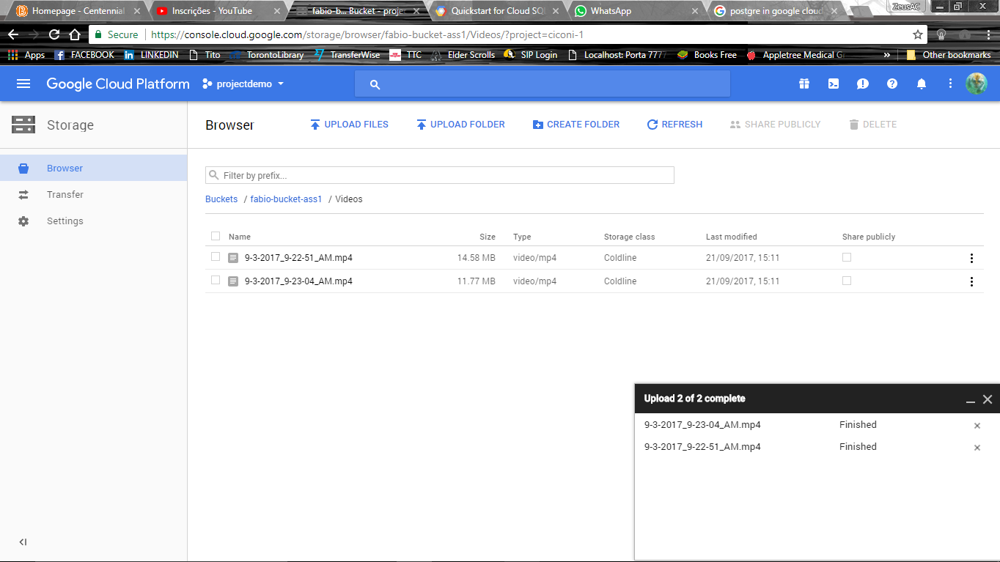 Homepage - Centennial
Inscrições - YouTube
fabio-b... Bucket - proje
Quickstart for Cloud SQ
WhatsApp
postgre in google cloud
ZeusAC
Secure https://console.cloud.google.com/storage/browser/fabio-bucket-ass1/Videos/?project=ciconi-1
Apps FACEBOOK LINKEDIN Tito TorontoLibrary TransferWise TTC Elder Scrolls SIP Login Localhost: Porta 777 Books Free Appletree Medical G » Other bookmarks
Google Cloud Platform projectdemo
Storage
Browser UPLOAD FILES UPLOAD FOLDER CREATE FOLDER REFRESH SHARE PUBLICLY DELETE
Browser
Transfer
Settings
Filter by prefix...
Buckets / fabio-bucket-ass1 / Videos
Name Size Type Storage class Last modified Share publicly
9-3-2017_9-22-51_AM.mp4 14.58 MB video/mp4 Coldline 21/09/2017, 15:11
9-3-2017_9-23-04_AM.mp4 11.77 MB video/mp4 Coldline 21/09/2017, 15:11
Upload 2 of 2 complete
9-3-2017_9-23-04_AM.mp4 Finished
9-3-2017_9-22-51_AM.mp4 Finished